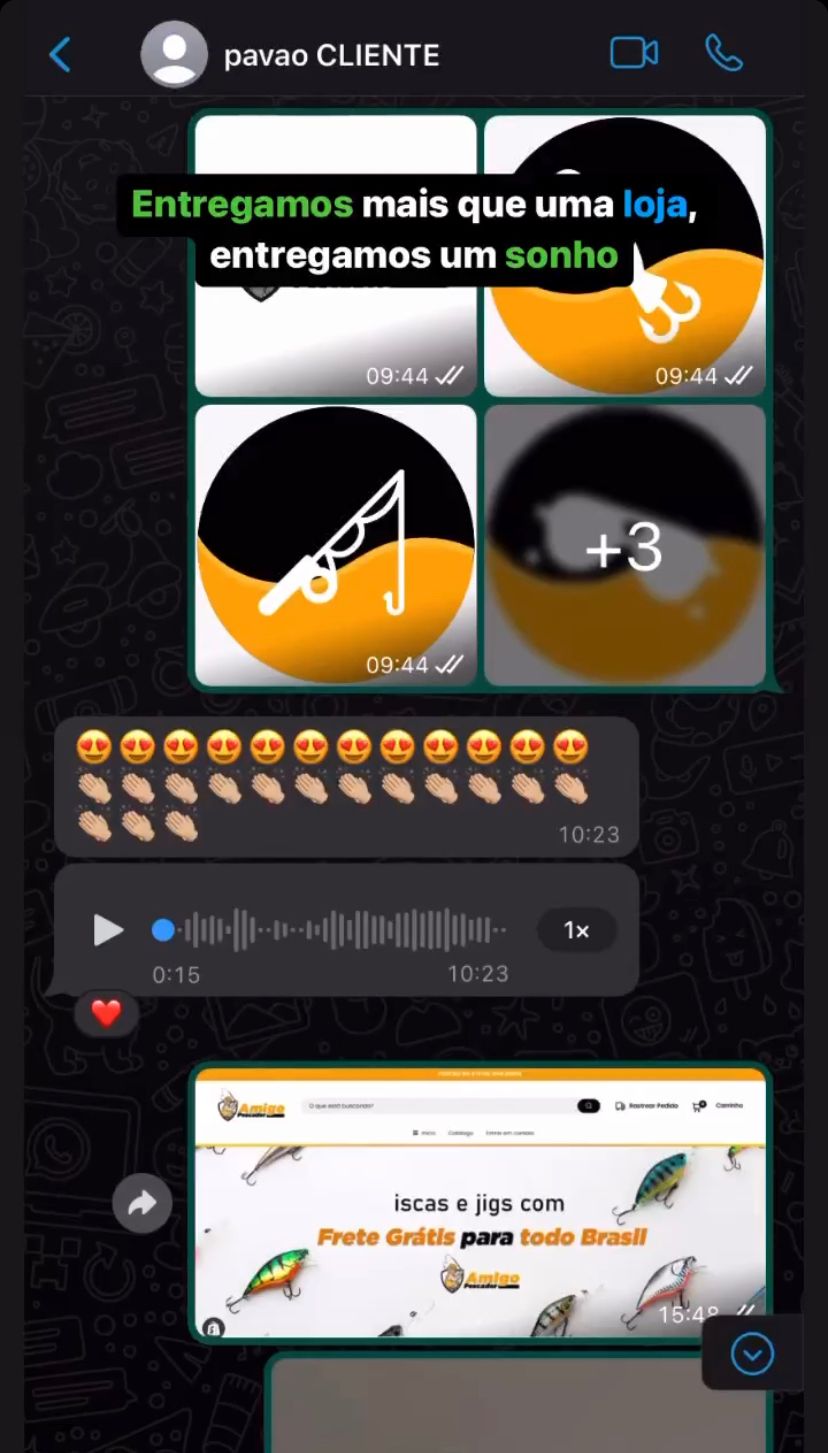 pavao CLIENTE
Entregamos mais que uma loja,
entregamos um sonho
09:44
09:44
09:44
+3
10:23
1x
0:15
10:23
Amigo
Pescador
O que está buscando?
Rastrear Pedido
Carrinho
Início
Catálogo
Entre em contato
iscas e jigs com
Frete Grátis para todo Brasil
Amigo
Pescador
15:48